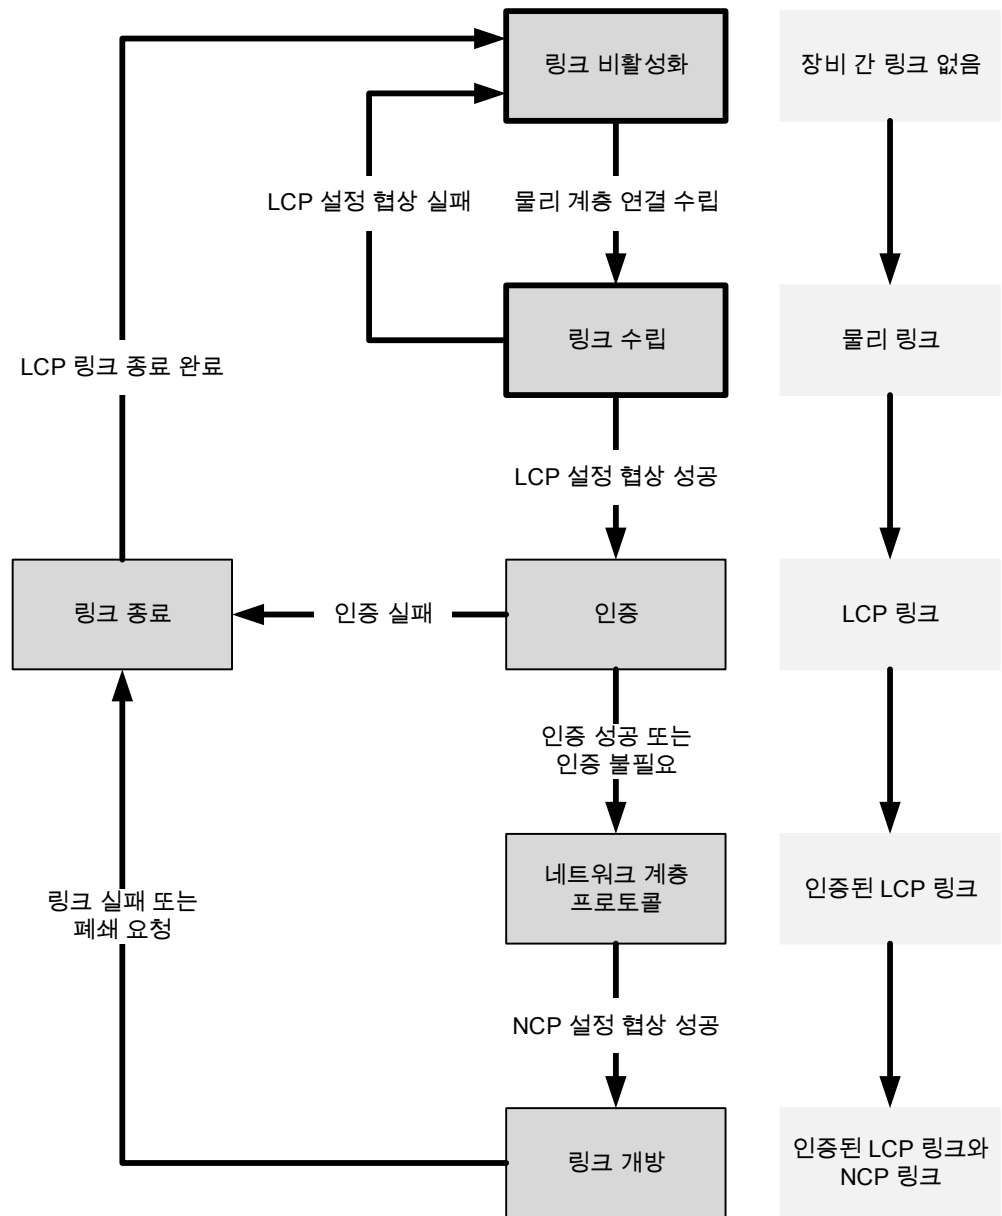 링크 비활성화
장비 간 링크 없음
LCP 설정 협상 실패
물리 계층 연결 수립
링크 수립
물리 링크
LCP 링크 종료 완료
LCP 설정 협상 성공
링크 종료
인증 실패
인증
LCP 링크
인증 성공 또는
인증 불필요
네트워크 계층
프로토콜
인증된 LCP 링크
링크 실패 또는
폐쇄 요청
NCP 설정 협상 성공
링크 개방
인증된 LCP 링크와
NCP 링크